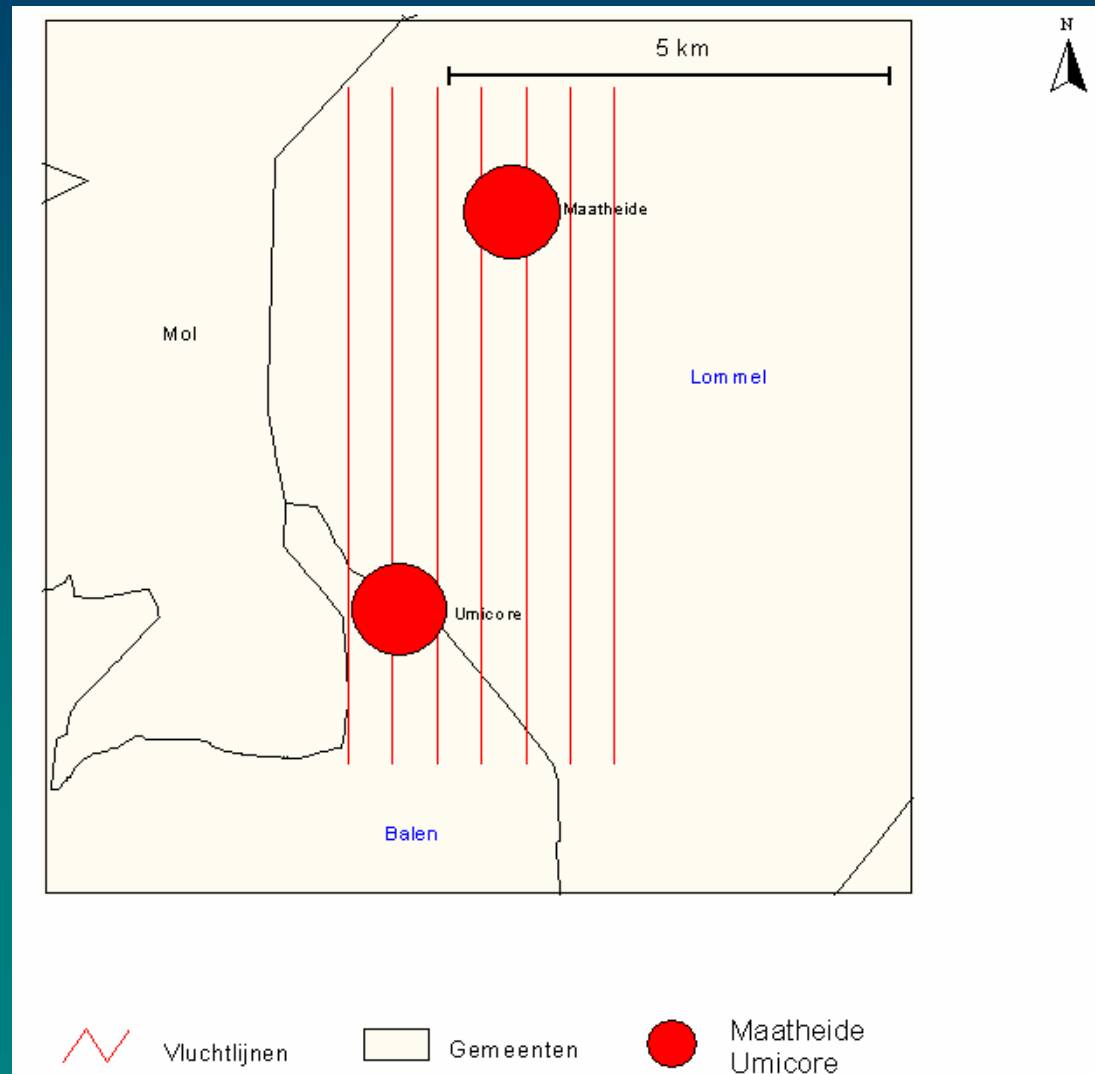 N
5 km
Maatheide
Mol
Lommel
Umicore
Balen
Vluchtlijnen
Gemeenten
Maatheide
Umicore